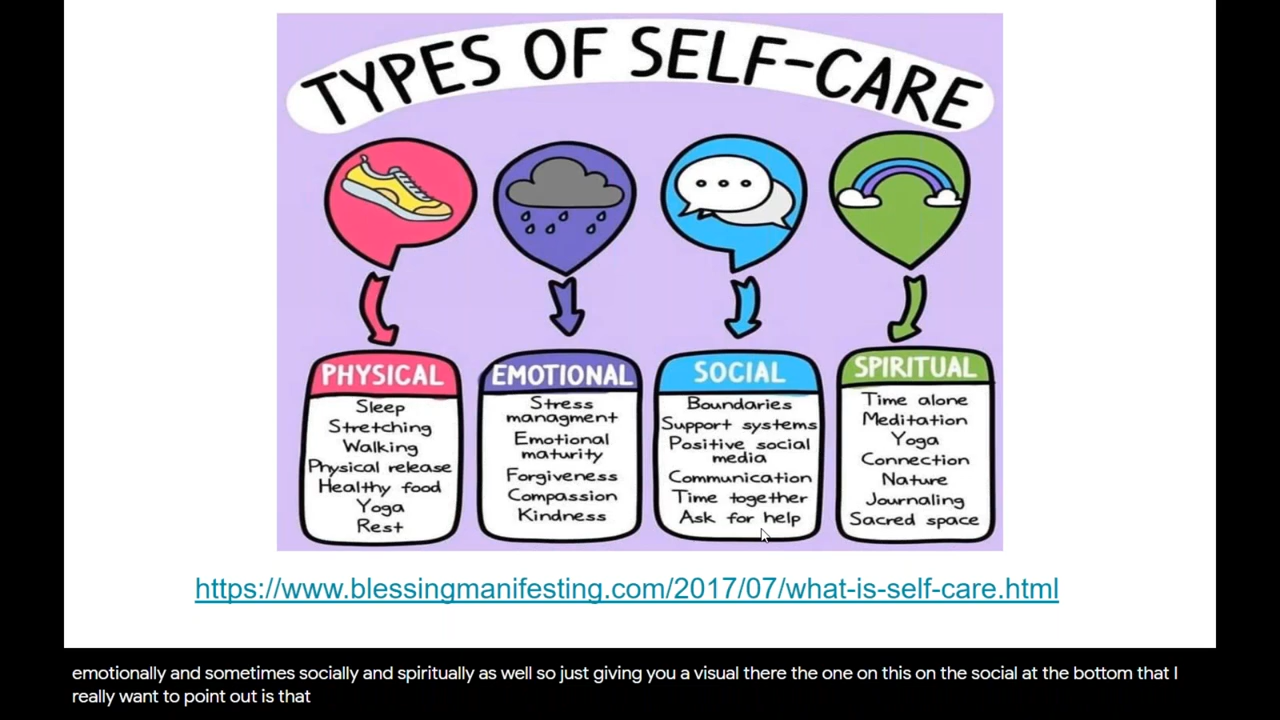 TYPES OF SELF-CARE
PHYSICAL
Sleep
Stretching
Walking
Physical release
Healthy food
Yoga
Rest
EMOTIONAL
Stress
managment
Emotional
maturity
Forgiveness
Compassion
Kindness
SOCIAL
Boundaries
Support systems
Positive social
media
Communication
Time together
Ask for help
SPIRITUAL
Time alone
Meditation
Yoga
Connection
Nature
Journaling
Sacred space
https://www.blessingmanifesting.com/2017/07/what-is-self-care.html
emotionally and sometimes socially and spiritually as well so just giving you a visual there the one on this on the social at the bottom that I
really want to point out is that